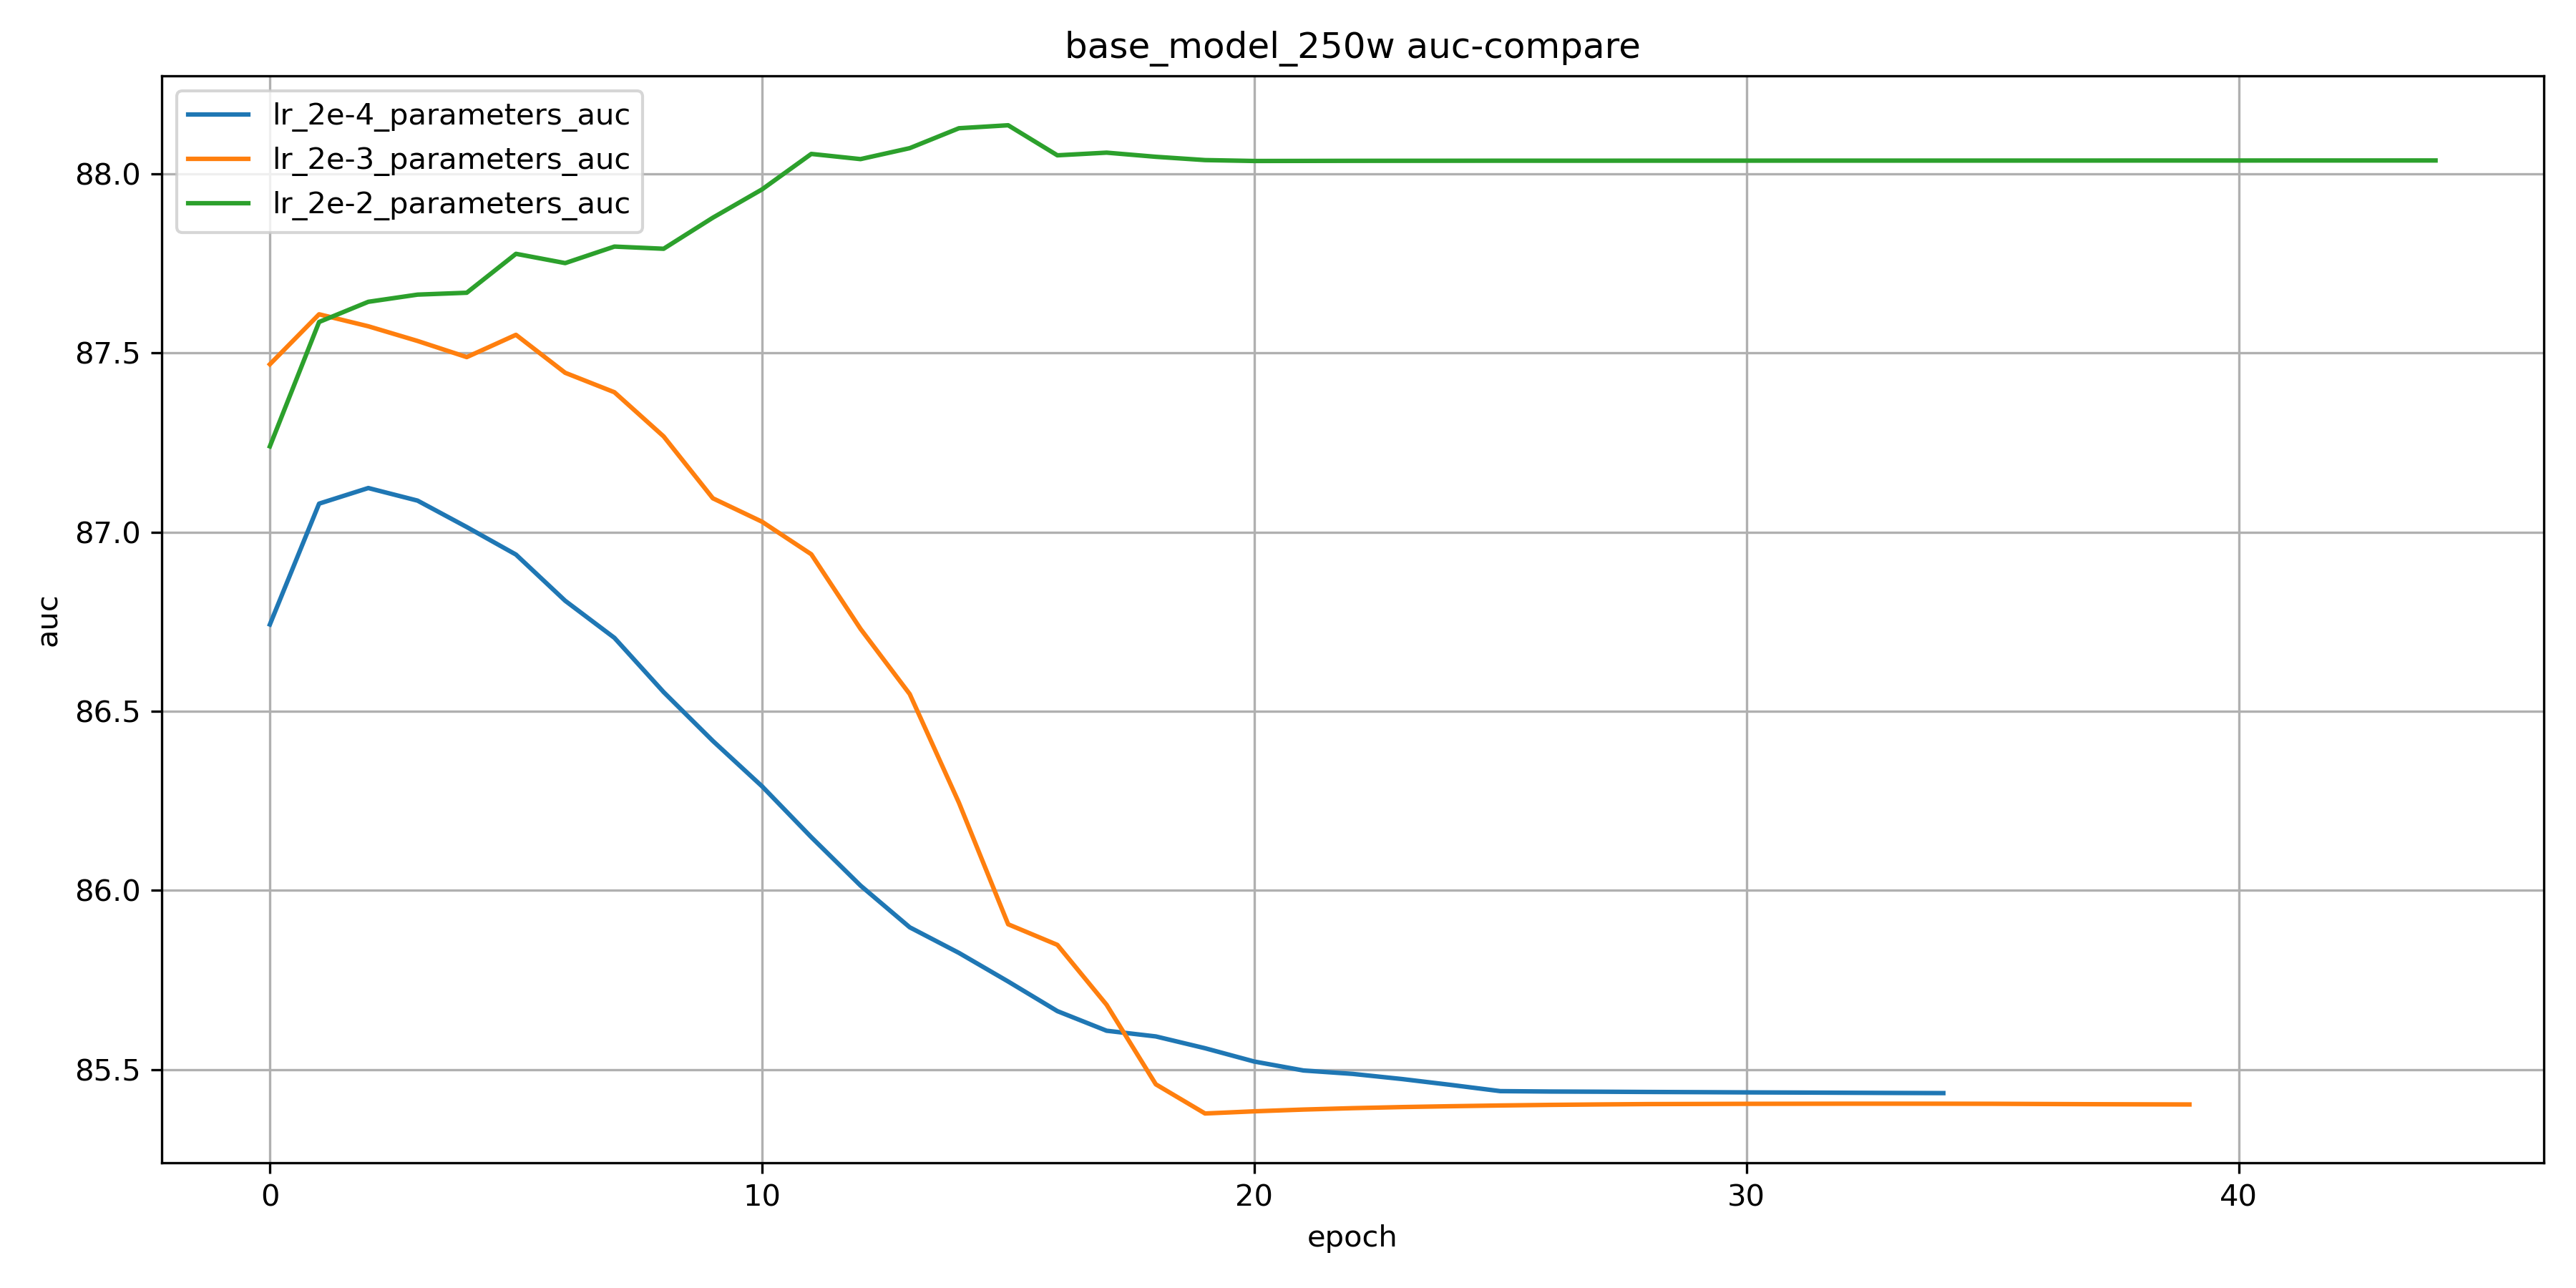 base_model_250w auc-compare
lr_2e-4_parameters_auc
lr_2e-3_parameters_auc
lr_2e-2_parameters_auc
auc
88.0
87.5
87.0
86.5
86.0
85.5
0 10 20 30 40
epoch